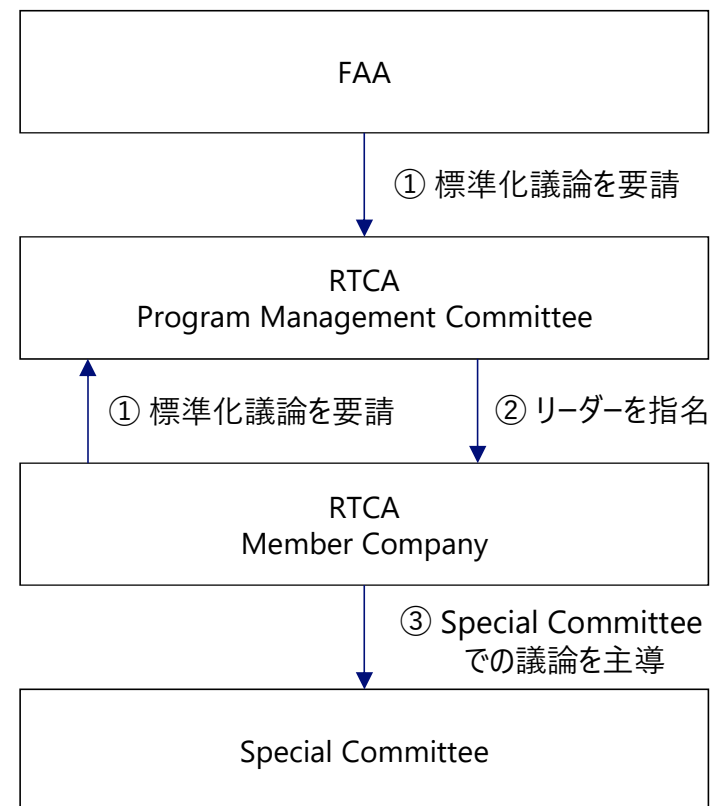 FAA
① 標準化議論を要請
RTCA
Program Management Committee
① 標準化議論を要請
② リーダーを指名
RTCA
Member Company
③ Special Committee
での議論を主導
Special Committee